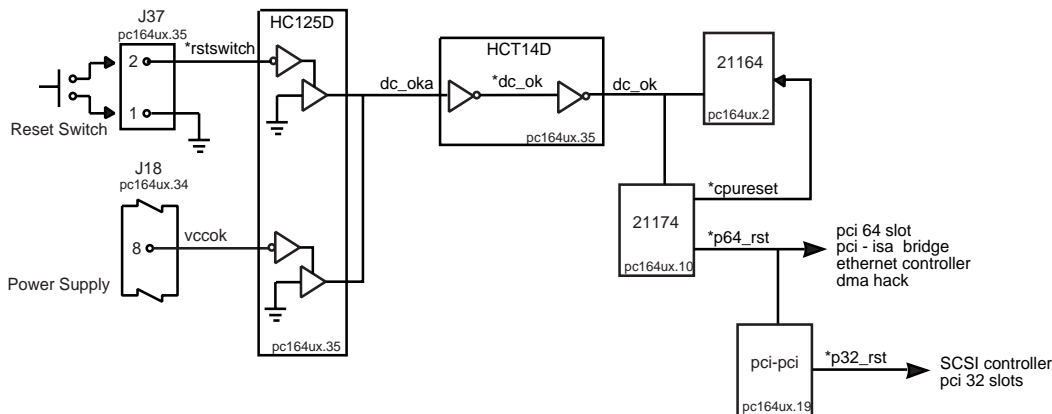 J37
pc164ux.35
2
1
Reset Switch
*rstswitch
HC125D
J18
pc164ux.34
8
vccok
Power Supply
pc164ux.35
dc_oka
HCT14D
*dc_ok
pc164ux.35
dc_ok
21164
pc164ux.2
*cpureset
21174
pc164ux.10
*p64_rst
pci 64 slot
pci - isa bridge
ethernet controller
dma hack
pci-pci
pc164ux.19
*p32_rst
SCSI controller
pci 32 slots